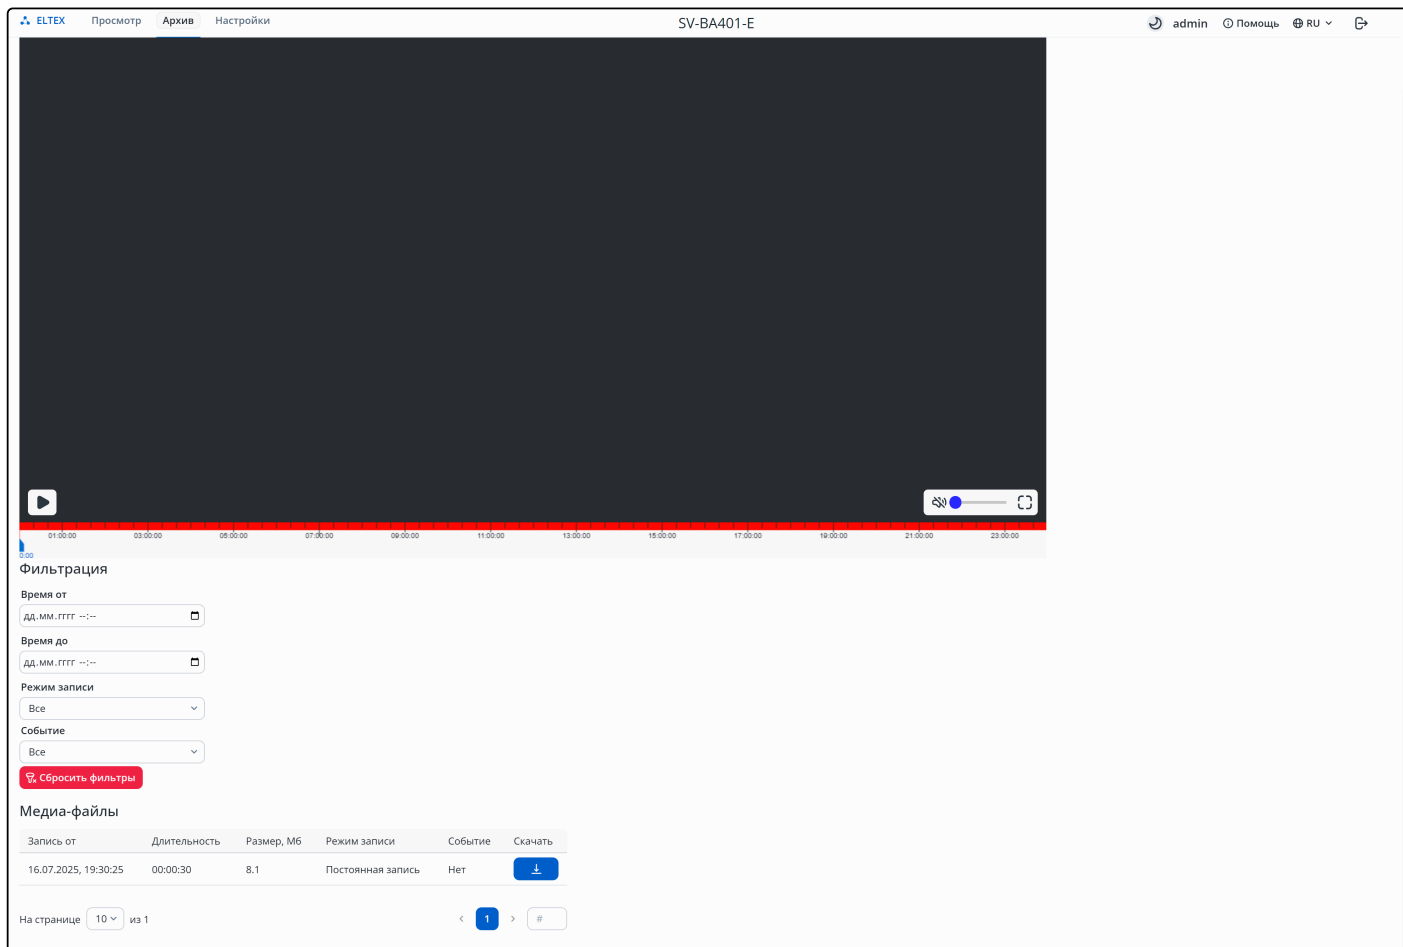 ELTEX Просмотр Архив Настройки SV-BA401-E admin Помощь RU
01:00:00 03:00:00 05:00:00 07:00:00 09:00:00 11:00:00 13:00:00 15:00:00 17:00:00 19:00:00 21:00:00 23:00:00
0:00
Фильтрация
Время от
дд.мм.гггг --:--
Время до
дд.мм.гггг --:--
Режим записи
Все
Событие
Все
Сбросить фильтры
Медиа-файлы
Запись от Длительность Размер, Мб Режим записи Событие Скачать
16.07.2025, 19:30:25 00:00:30 8.1 Постоянная запись Нет
На странице 10 из 1 < 1 > #